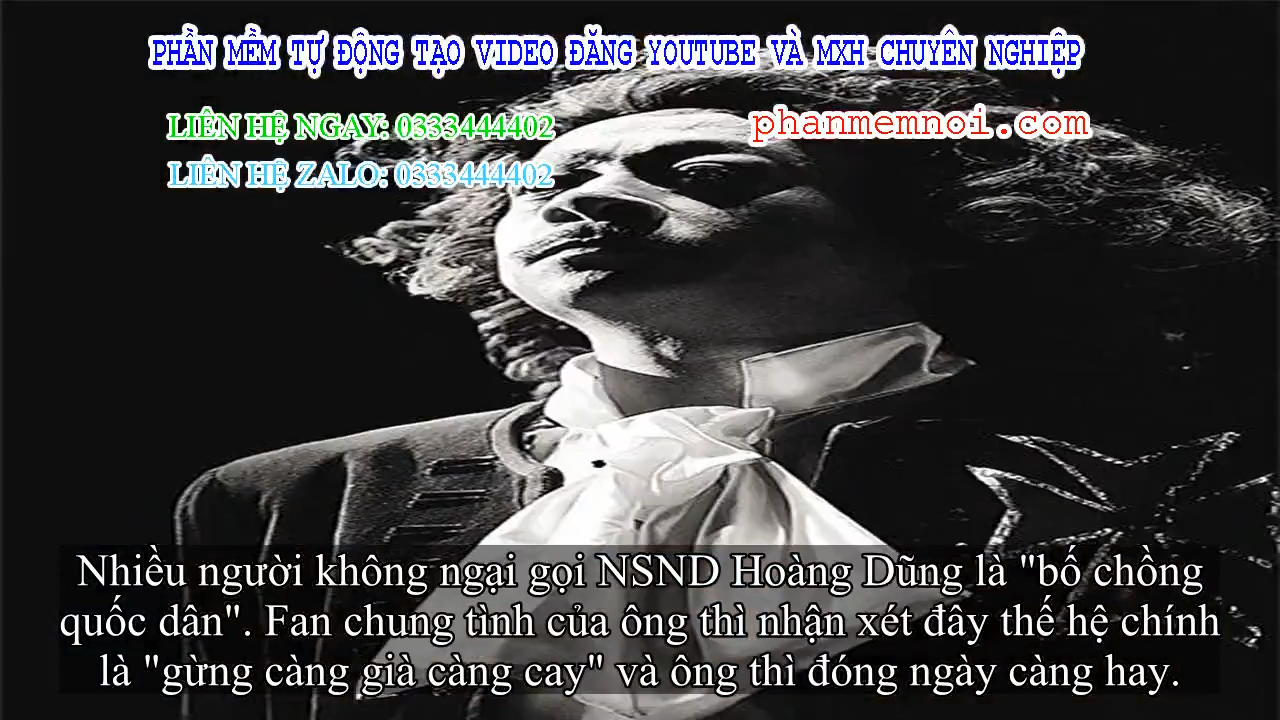 PHẦN MỀM TỰ ĐỘNG TẠO VIDEO ĐĂNG YOUTUBE VÀ MXH CHUYÊN NGHIỆP
LIÊN HỆ NGAY: 0333444402
phanmemnoi.com
LIÊN HỆ ZALO: 0333444402
Nhiều người không ngại gọi NSND Hoàng Dũng là "bố chồng
quốc dân". Fan chung tình của ông thì nhận xét đây thế hệ chính
là "gừng càng già càng cay" và ông thì đóng ngày càng hay.